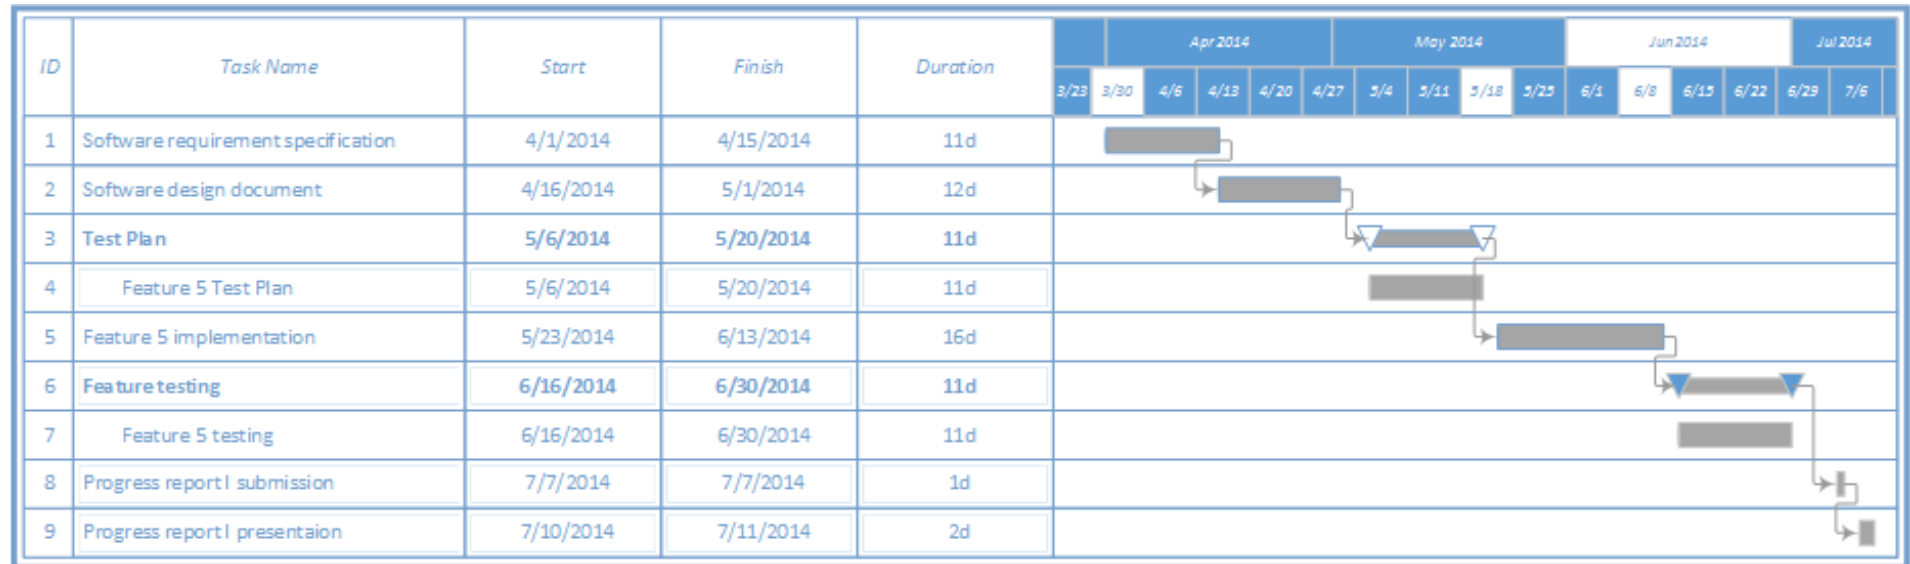 ID Task Name Start Finish Duration Apr 2014 May 2014 Jun 2014 Jul 2014
3/23 3/30 4/6 4/13 4/20 4/27 5/4 5/11 5/18 5/25 6/1 6/8 6/15 6/22 6/29 7/6
1 Software requirement specification 4/1/2014 4/15/2014 11d
2 Software design document 4/16/2014 5/1/2014 12d
3 Test Plan 5/6/2014 5/20/2014 11d
4 Feature 5 Test Plan 5/6/2014 5/20/2014 11d
5 Feature 5 implementation 5/23/2014 6/13/2014 16d
6 Feature testing 6/16/2014 6/30/2014 11d
7 Feature 5 testing 6/16/2014 6/30/2014 11d
8 Progress report I submission 7/7/2014 7/7/2014 1d
9 Progress report I presentaion 7/10/2014 7/11/2014 2d